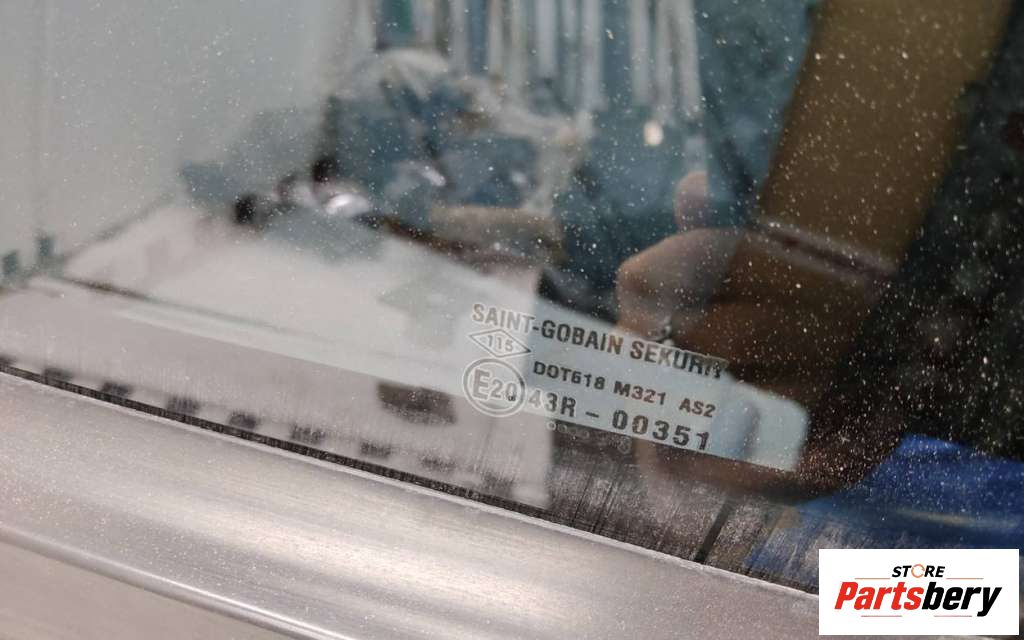 SAINT-GOBAIN SEKURIT
115
DOT618 M321 AS2
E20 43R - 00351
STORE
Partsbery